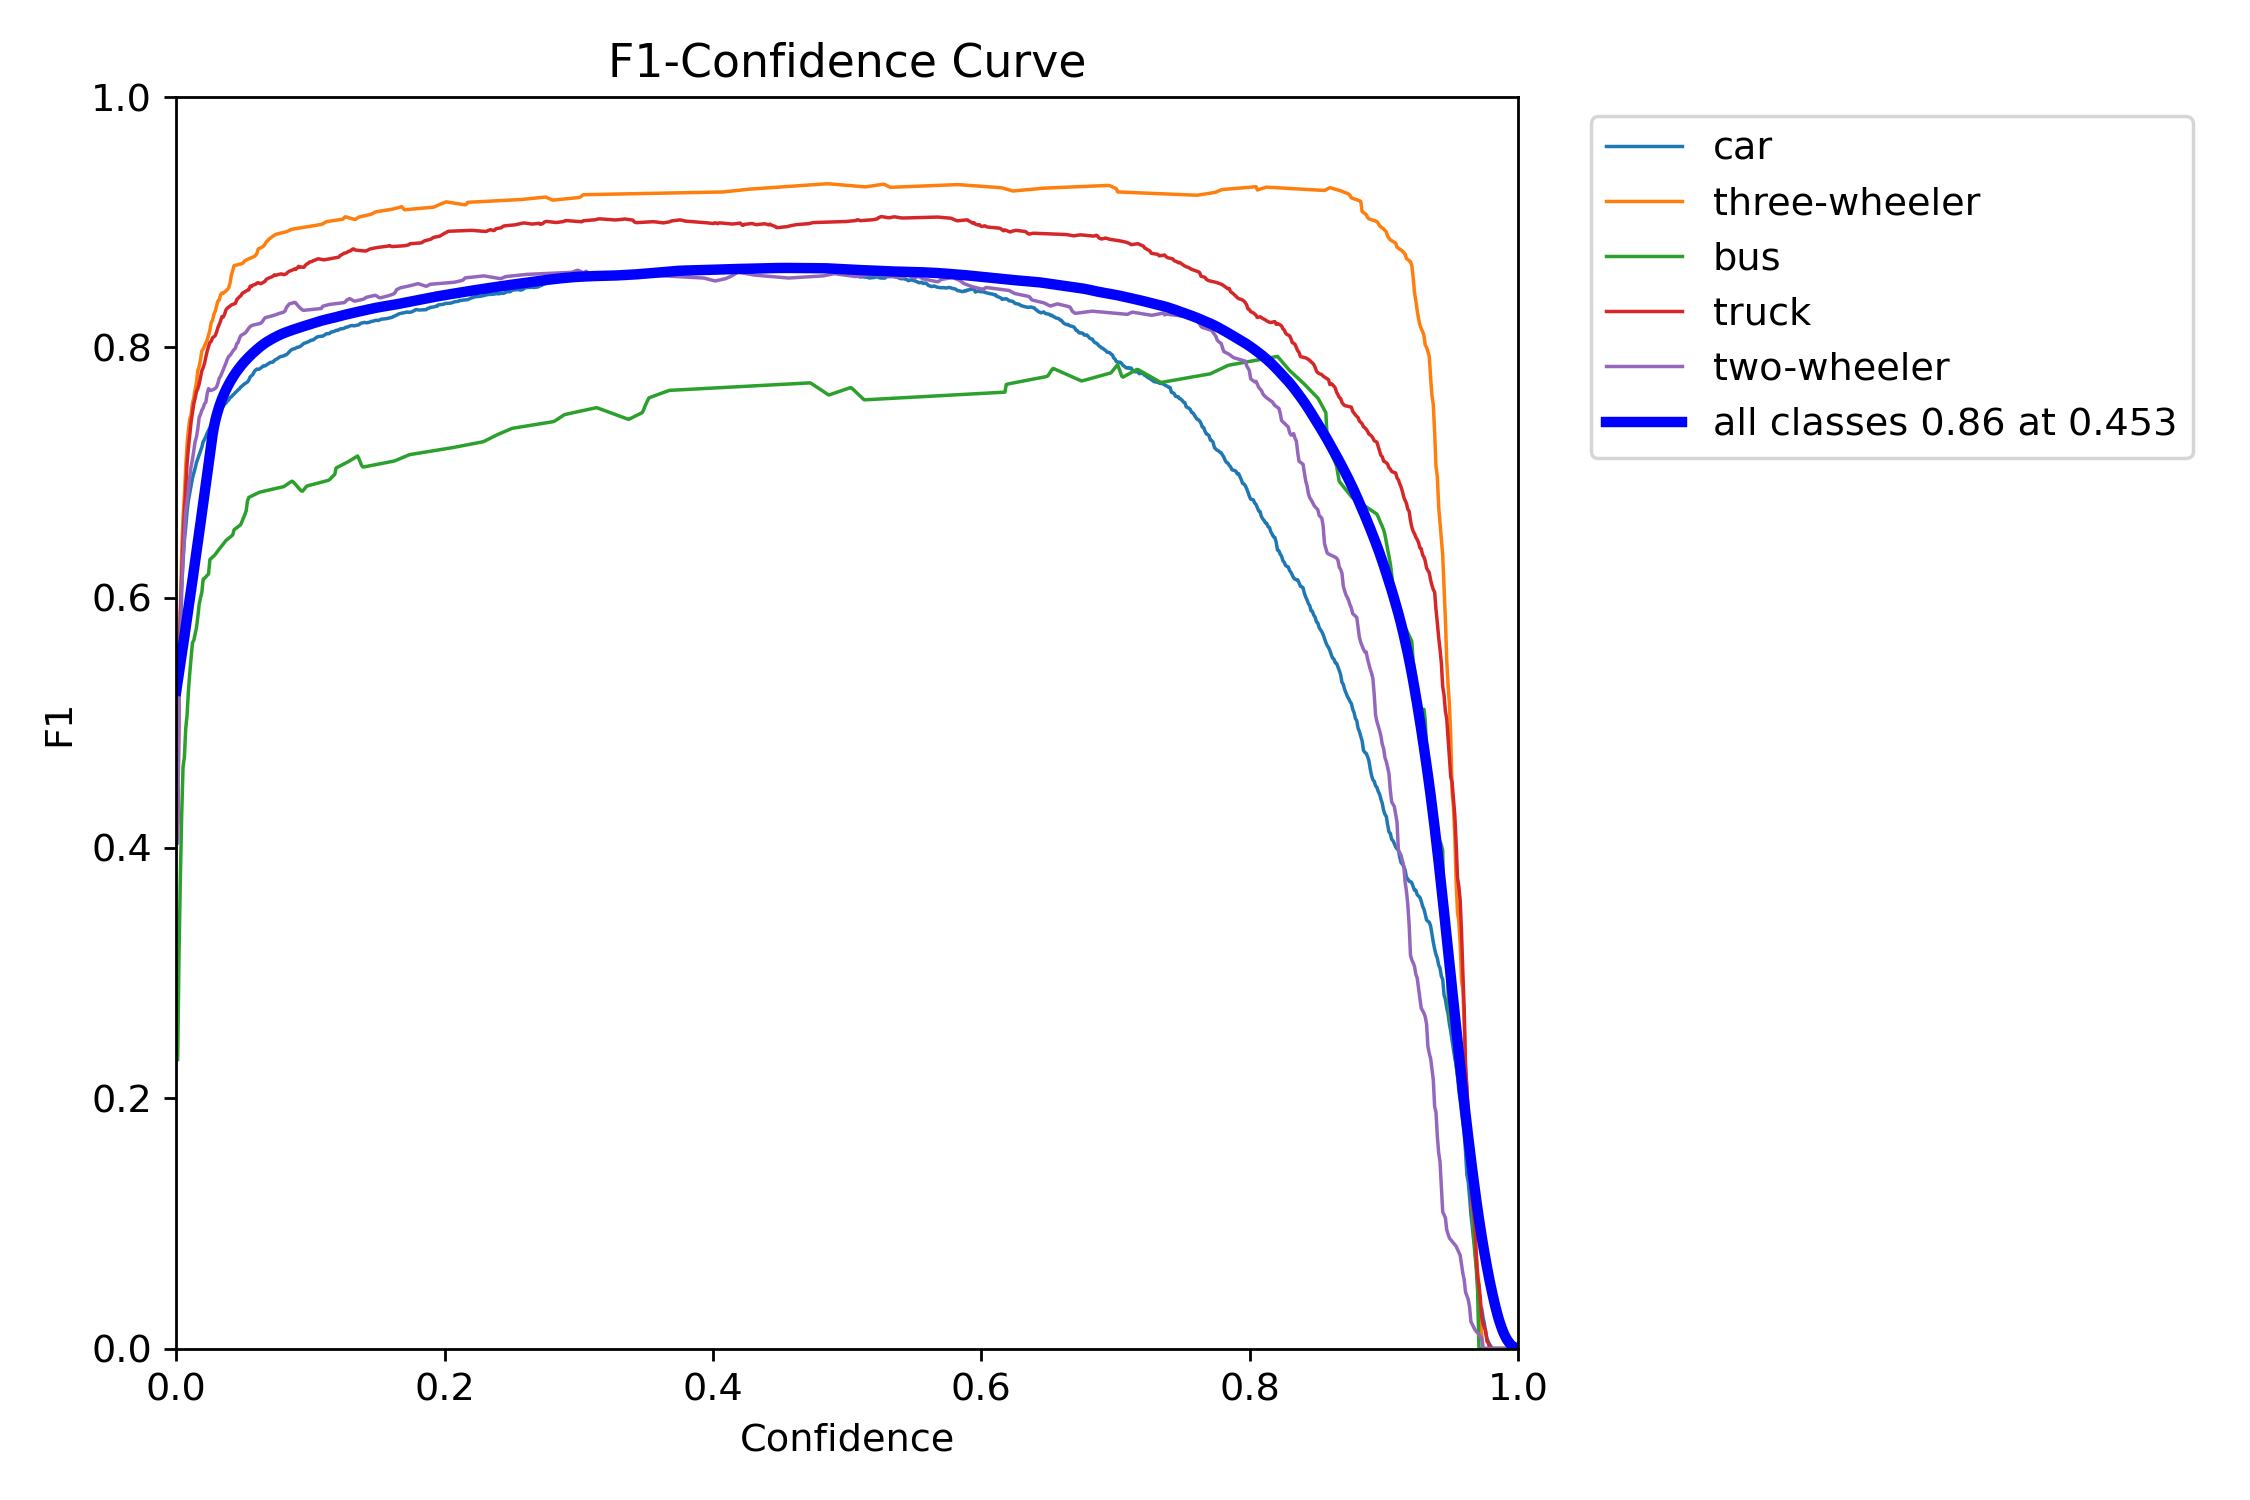 F1-Confidence Curve
1.0
0.8
0.6
0.4
0.2
0.0
F1
0.0 0.2 0.4 0.6 0.8 1.0
Confidence
car
three-wheeler
bus
truck
two-wheeler
all classes 0.86 at 0.453